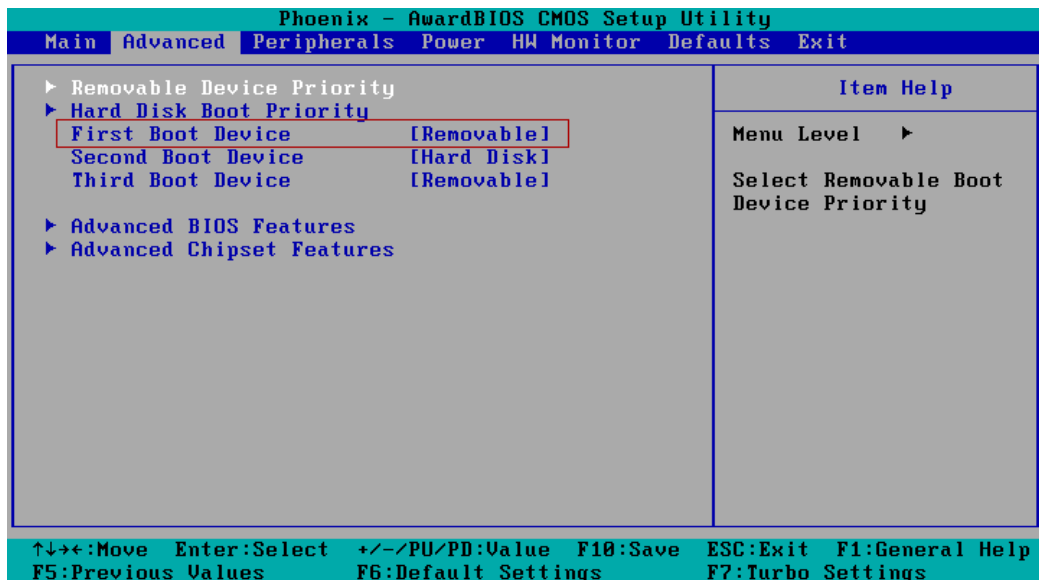 Phoenix - AwardBIOS CMOS Setup Utility
Main Advanced Peripherals Power HW Monitor Defaults Exit
▶ Removable Device Priority
▶ Hard Disk Boot Priority
First Boot Device [Removable]
Second Boot Device [Hard Disk]
Third Boot Device [Removable]
▶ Advanced BIOS Features
▶ Advanced Chipset Features
Item Help
Menu Level ▶
Select Removable Boot
Device Priority
↑↓→←:Move Enter:Select +/-/PU/PD:Value F10:Save ESC:Exit F1:General Help
F5:Previous Values F6:Default Settings F7:Turbo Settings